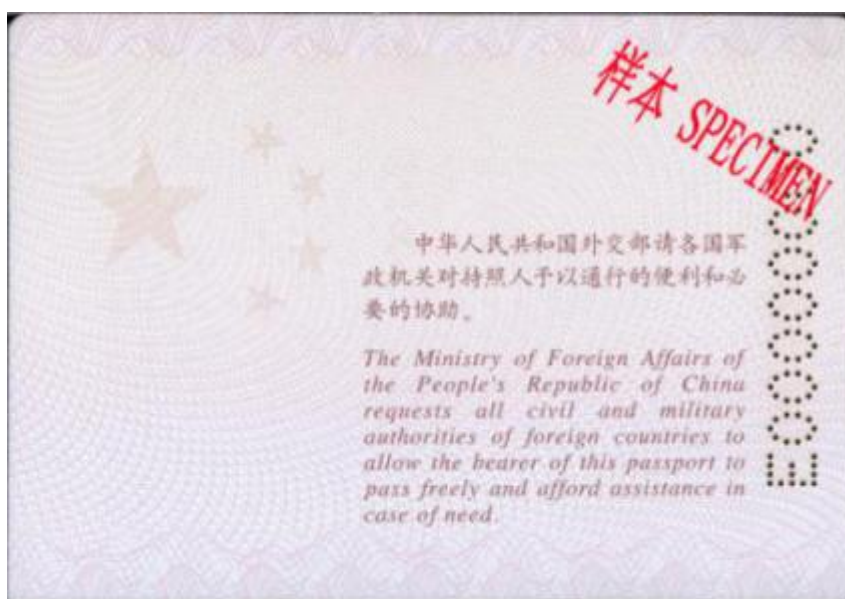 样本 SPECIMEN
中华人民共和国外交部请各国军
政机关对持照人予以通行的便利和必
要的协助。
The Ministry of Foreign Affairs of
the People's Republic of China
requests all civil and military
authorities of foreign countries to
allow the bearer of this passport to
pass freely and afford assistance in
case of need.
E00000000